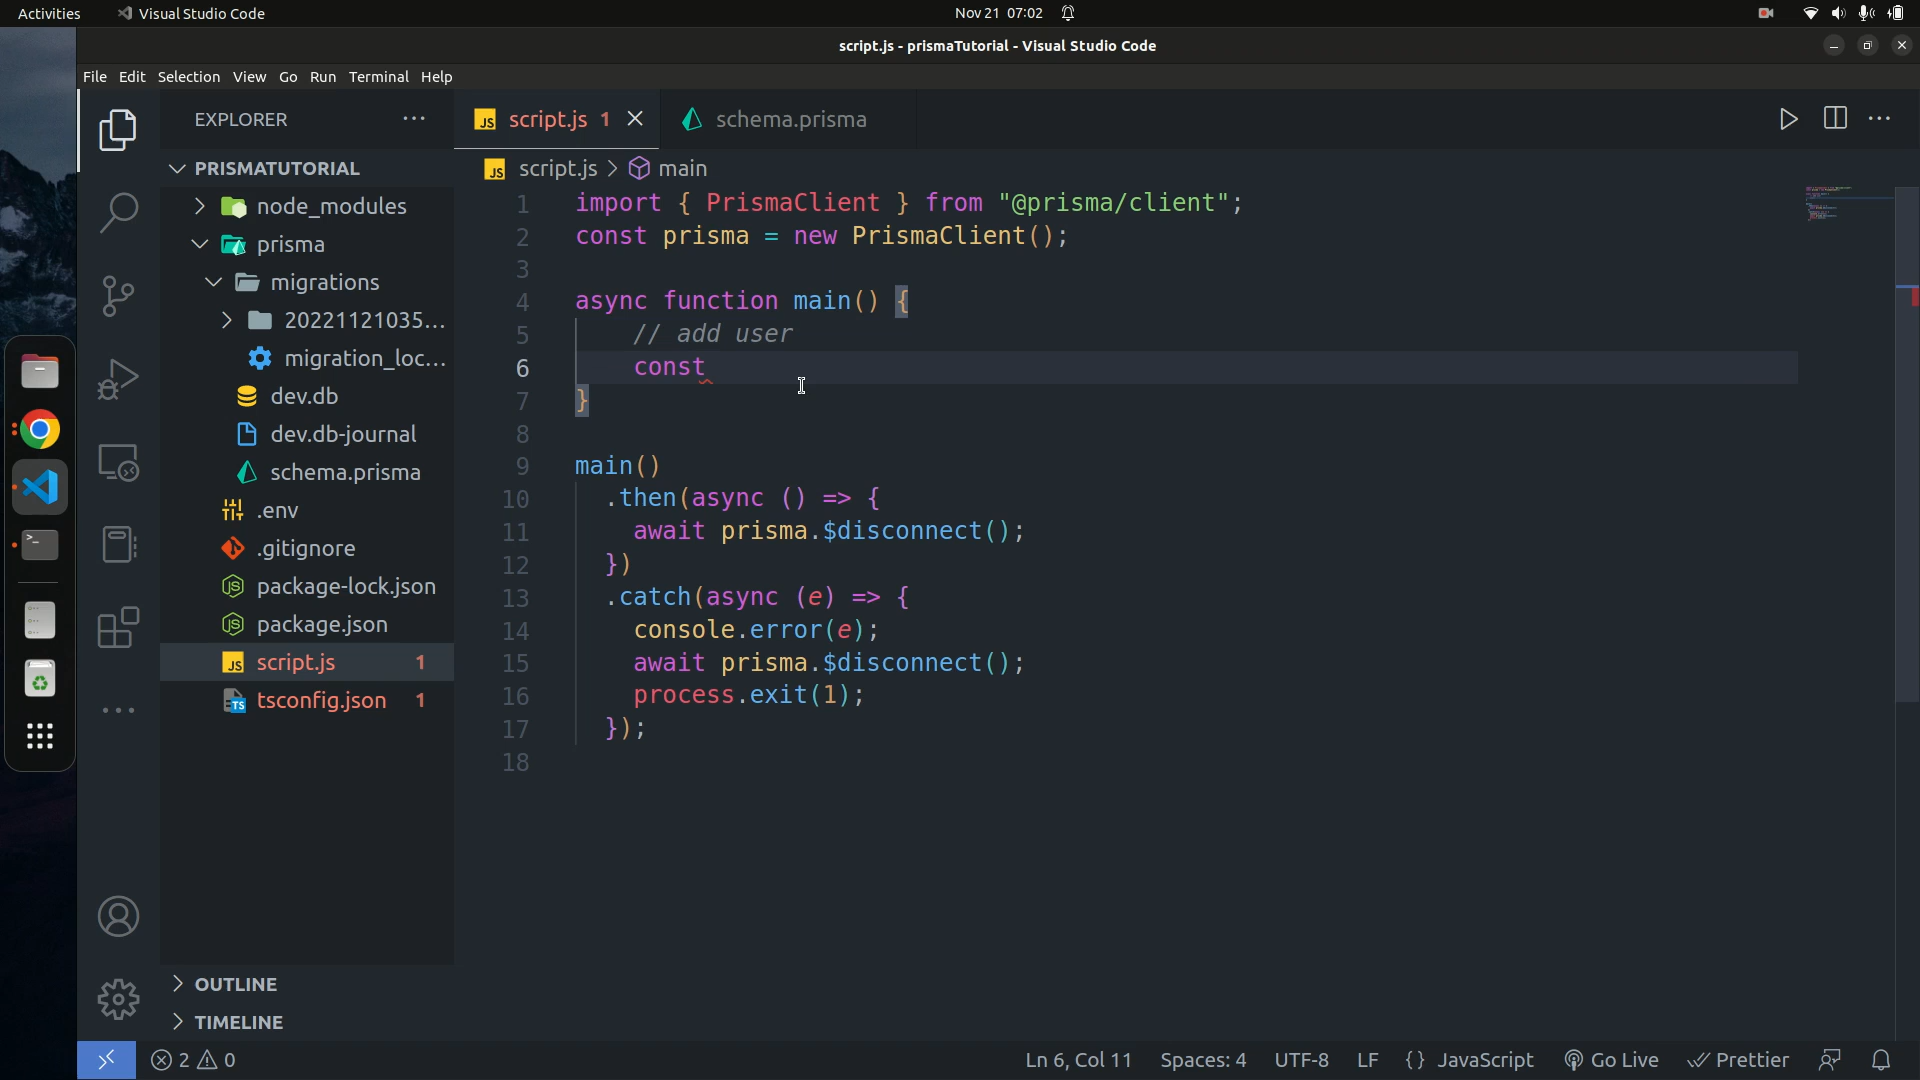 Activities Visual Studio Code Nov 21 07:02
script.js - prismaTutorial - Visual Studio Code
File Edit Selection View Go Run Terminal Help
EXPLORER ···
script.js 1
schema.prisma
PRISMATUTORIAL
node_modules
prisma
migrations
20221121035...
migration_loc...
dev.db
dev.db-journal
schema.prisma
.env
.gitignore
package-lock.json
package.json
script.js 1
tsconfig.json 1
OUTLINE
TIMELINE
script.js > main
1 import { PrismaClient } from "@prisma/client";
2 const prisma = new PrismaClient();
3
4 async function main() {
5 // add user
6 const
7 }
8
9 main()
10 .then(async () => {
11 await prisma.$disconnect();
12 })
13 .catch(async (e) => {
14 console.error(e);
15 await prisma.$disconnect();
16 process.exit(1);
17 });
18
2 0 Ln 6, Col 11 Spaces: 4 UTF-8 LF {} JavaScript Go Live Prettier